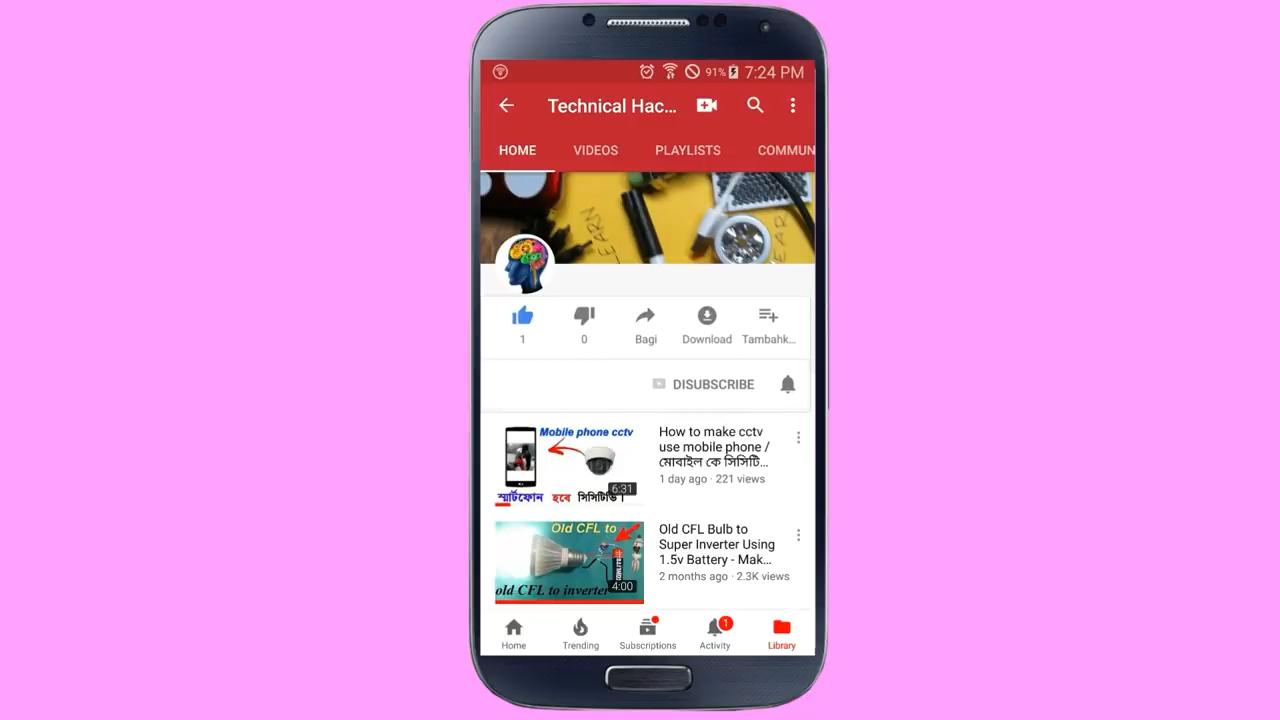 91% 7:24 PM
Technical Hac...
HOME VIDEOS PLAYLISTS COMMUN
EARN
1 0 Bagi Download Tambahk...
DISUBSCRIBE
Mobile phone cctv
স্মার্টফোন হবে সিসিটিভি ।
6:31
How to make cctv
use mobile phone /
মোবাইল কে সিসিটি...
1 day ago · 221 views
Old CFL to
old CFL to inverter
4:00
Old CFL Bulb to
Super Inverter Using
1.5v Battery - Mak...
2 months ago · 2.3K views
1
Home Trending Subscriptions Activity Library